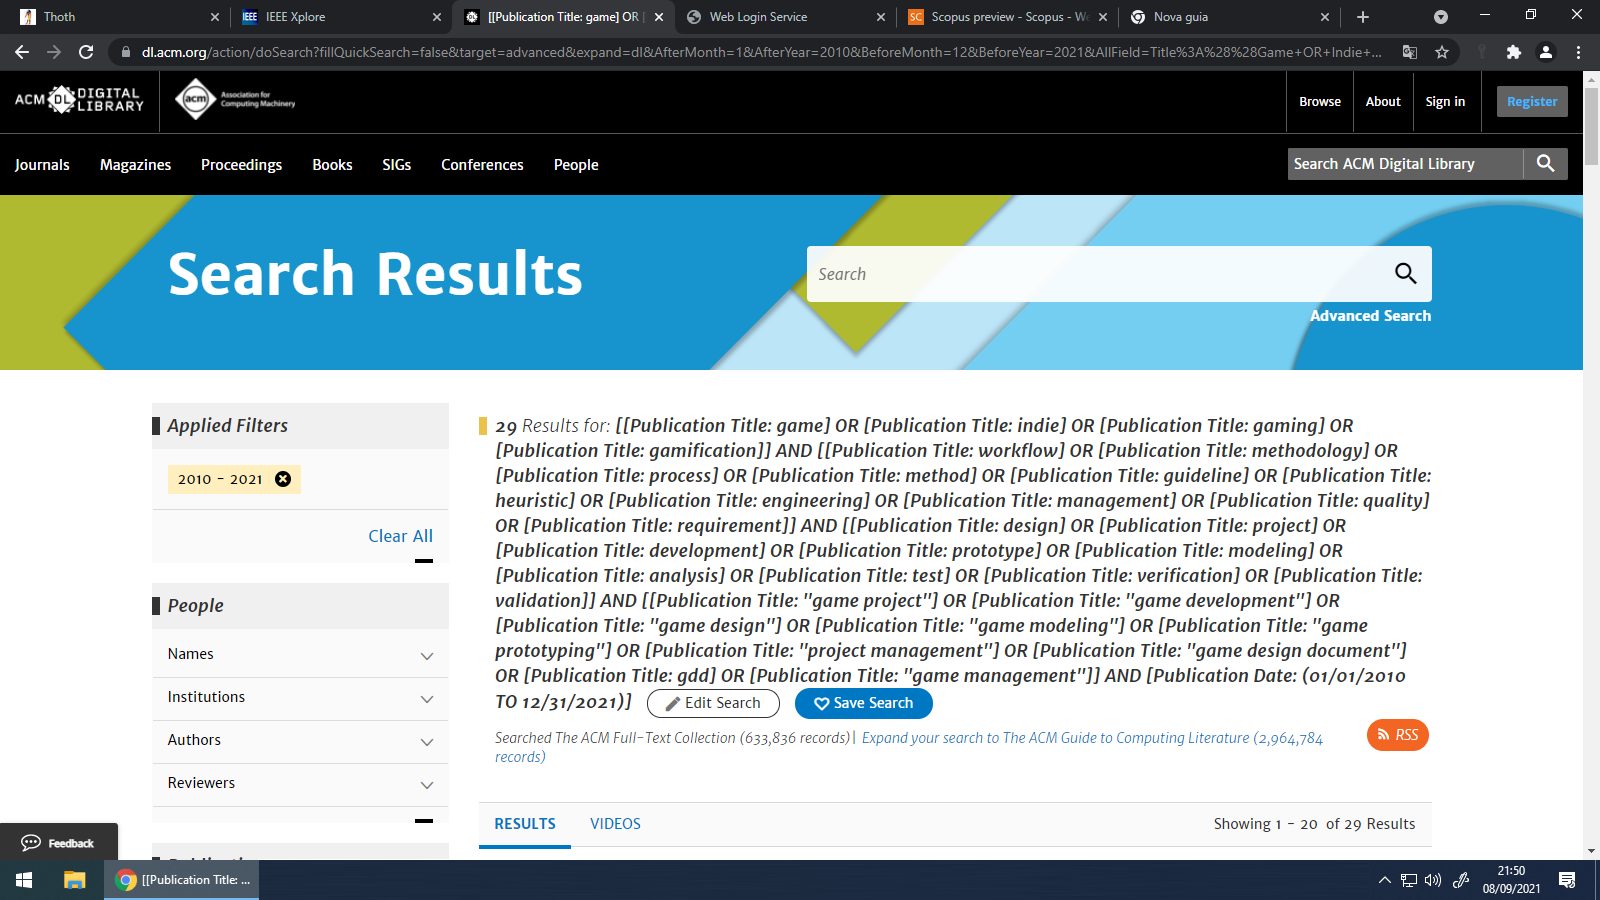 Thoth
IEEE Xplore
[[Publication Title: game] OR [
Web Login Service
Scopus preview - Scopus - We
Nova guia
dl.acm.org/action/doSearch?fillQuickSearch=false&target=advanced&expand=dl&AfterMonth=1&AfterYear=2010&BeforeMonth=12&BeforeYear=2021&AllField=Title%3A%28%28Game+OR+Indie+...
ACM DL DIGITAL LIBRARY
acm Association for Computing Machinery
Browse
About
Sign in
Register
Journals
Magazines
Proceedings
Books
SIGs
Conferences
People
Search ACM Digital Library
Search Results
Search
Advanced Search
Applied Filters
2010 - 2021
Clear All
People
Names
Institutions
Authors
Reviewers
29 Results for: [[Publication Title: game] OR [Publication Title: indie] OR [Publication Title: gaming] OR
[Publication Title: gamification]] AND [[Publication Title: workflow] OR [Publication Title: methodology] OR
[Publication Title: process] OR [Publication Title: method] OR [Publication Title: guideline] OR [Publication Title:
heuristic] OR [Publication Title: engineering] OR [Publication Title: management] OR [Publication Title: quality]
OR [Publication Title: requirement]] AND [[Publication Title: design] OR [Publication Title: project] OR
[Publication Title: development] OR [Publication Title: prototype] OR [Publication Title: modeling] OR
[Publication Title: analysis] OR [Publication Title: test] OR [Publication Title: verification] OR [Publication Title:
validation]] AND [[Publication Title: "game project"] OR [Publication Title: "game development"] OR
[Publication Title: "game design"] OR [Publication Title: "game modeling"] OR [Publication Title: "game
prototyping"] OR [Publication Title: "project management"] OR [Publication Title: "game design document"]
OR [Publication Title: gdd] OR [Publication Title: "game management"]] AND [Publication Date: (01/01/2010
TO 12/31/2021)]
Edit Search
Save Search
Searched The ACM Full-Text Collection (633,836 records)| Expand your search to The ACM Guide to Computing Literature (2,964,784
records)
RSS
RESULTS
VIDEOS
Showing 1 - 20 of 29 Results
Feedback
[[Publication Title: ...
21:50
08/09/2021